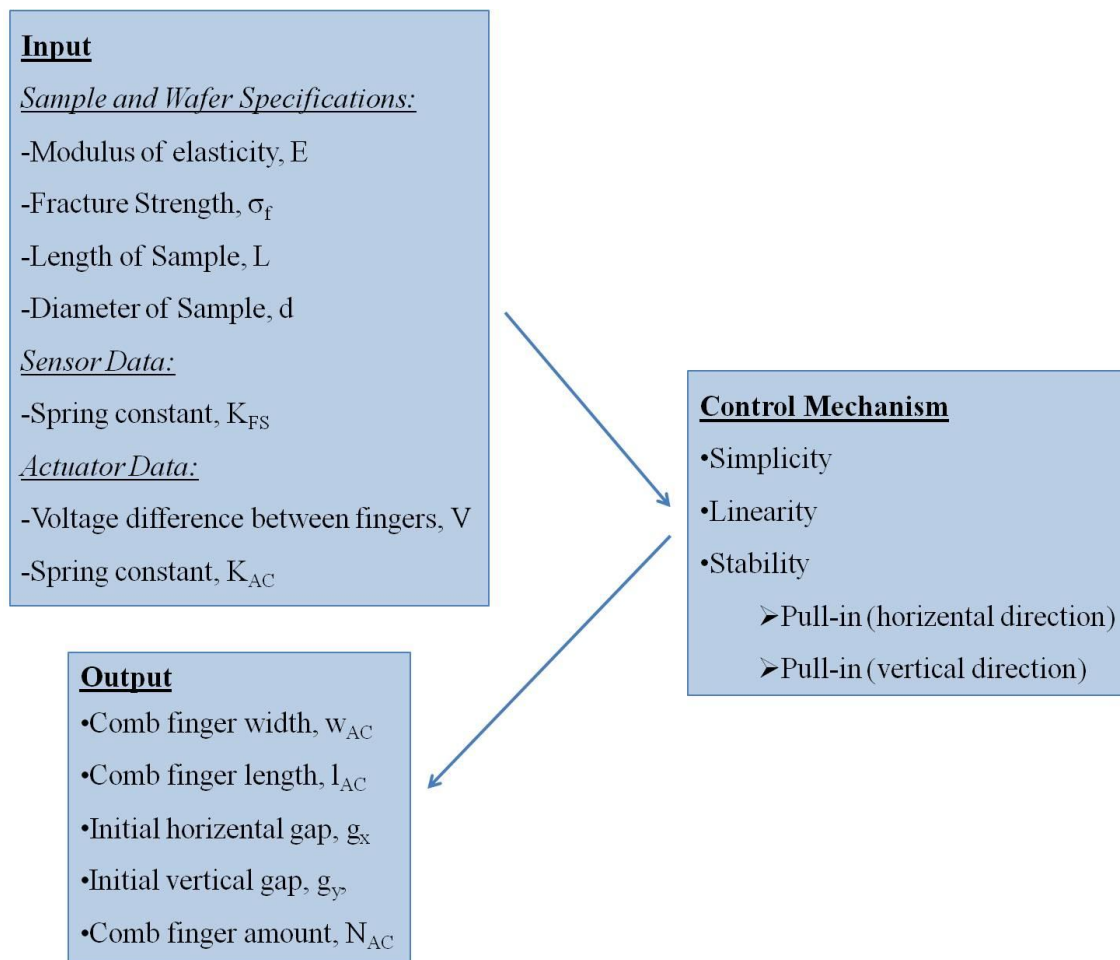 Input
Sample and Wafer Specifications:
-Modulus of elasticity, E
-Fracture Strength, σf
-Length of Sample, L
-Diameter of Sample, d
Sensor Data:
-Spring constant, KFS
Actuator Data:
-Voltage difference between fingers, V
-Spring constant, KAC
Control Mechanism
•Simplicity
•Linearity
•Stability
➢Pull-in (horizental direction)
➢Pull-in (vertical direction)
Output
•Comb finger width, wAC
•Comb finger length, lAC
•Initial horizental gap, gx
•Initial vertical gap, gy,
•Comb finger amount, NAC